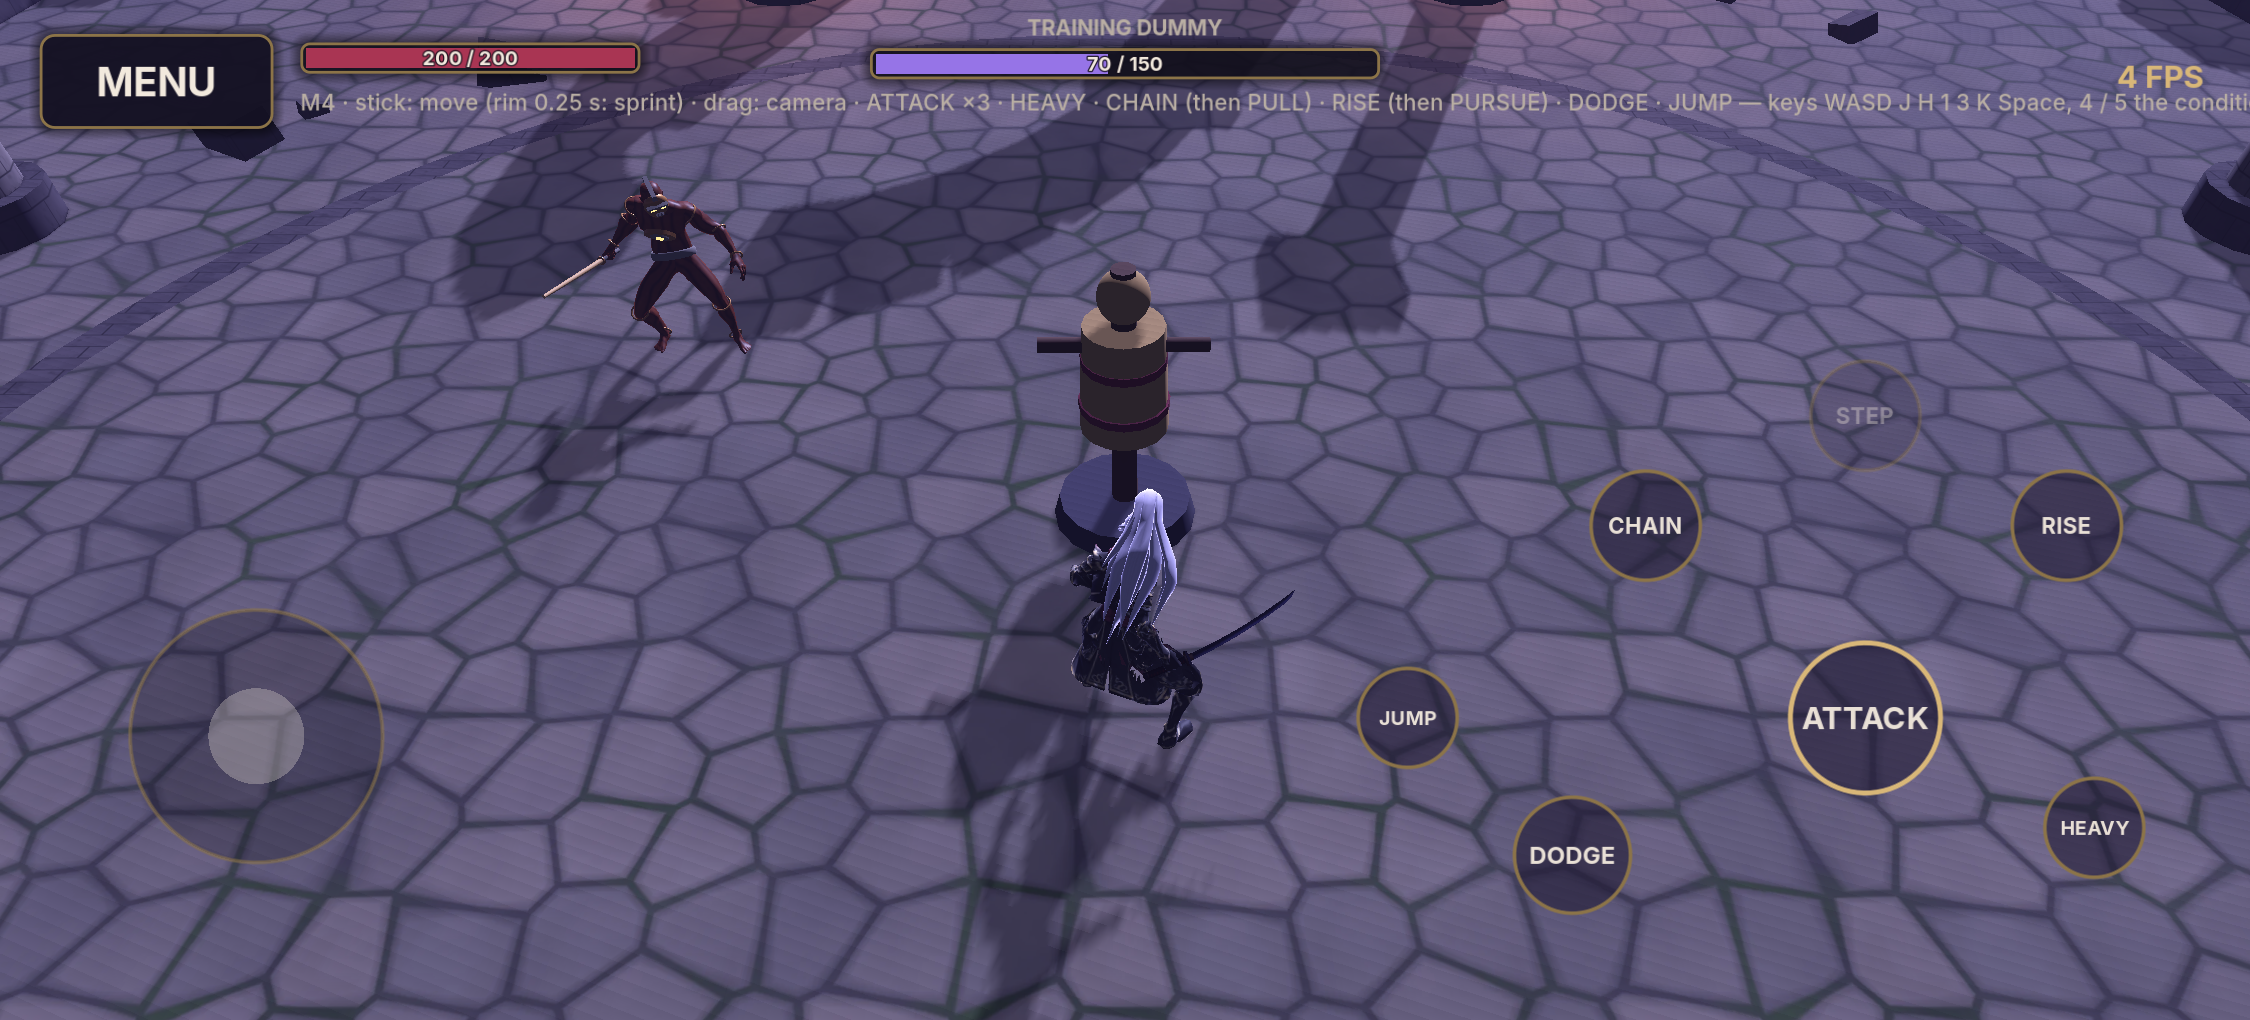 TRAINING DUMMY
MENU
200 / 200
70 / 150
4 FPS
M4 · stick: move (rim 0.25 s: sprint) · drag: camera · ATTACK ×3 · HEAVY · CHAIN (then PULL) · RISE (then PURSUE) · DODGE · JUMP — keys WASD J H 1 3 K Space, 4 / 5 the conditi
STEP
CHAIN
RISE
JUMP
ATTACK
HEAVY
DODGE